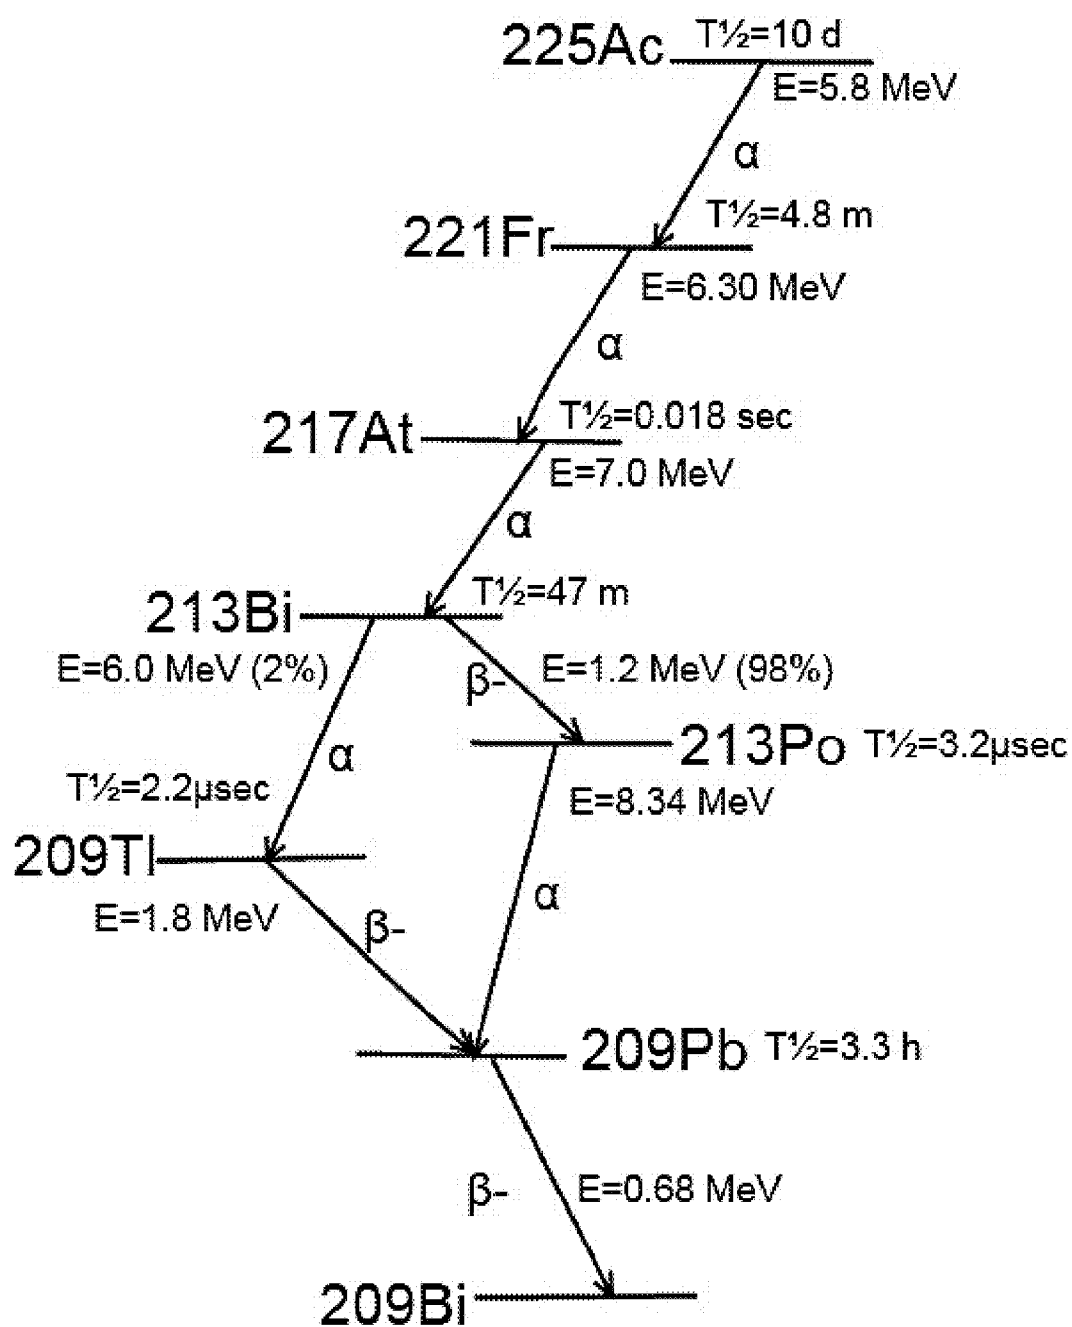 225Ac T½=10 d
E=5.8 MeV
α
T½=4.8 m
221Fr
E=6.30 MeV
α
T½=0.018 sec
217At
E=7.0 MeV
α
T½=47 m
213Bi
E=6.0 MeV (2%) β- E=1.2 MeV (98%)
213Po T½=3.2µsec
α
T½=2.2µsec E=8.34 MeV
209Tl
E=1.8 MeV β- α
209Pb T½=3.3 h
β- E=0.68 MeV
209Bi